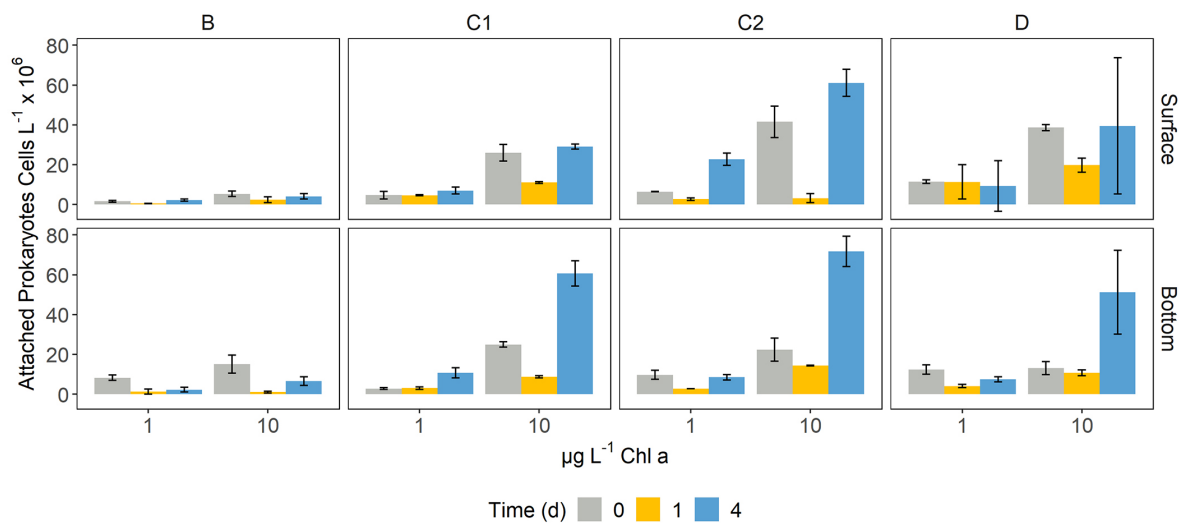 B C1 C2 D
Attached Prokaryotes Cells L⁻¹ x 10⁶
80
60
40
20
0
Surface
80
60
40
20
0
Bottom
1 10 1 10 1 10 1 10
µg L⁻¹ Chl a
Time (d) 0 1 4